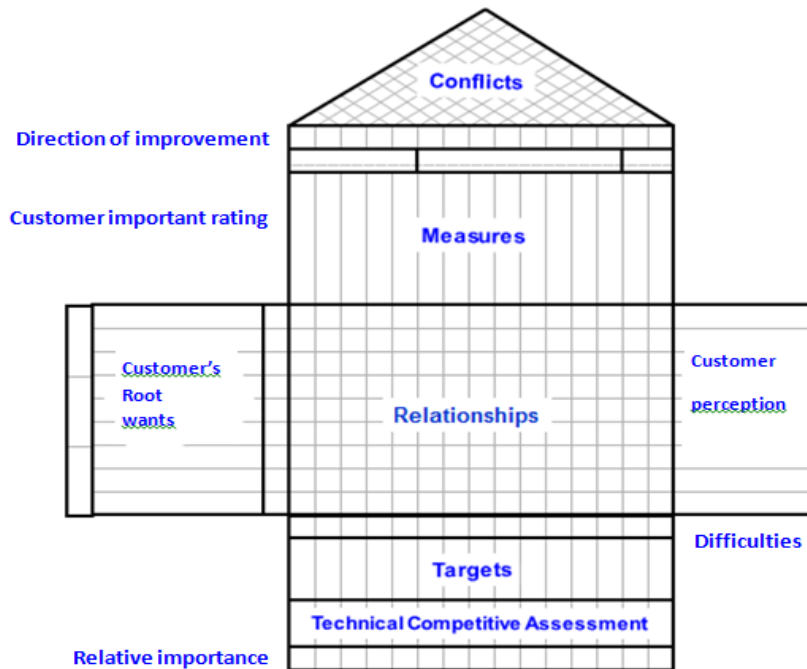 Conflicts
Direction of improvement
Customer important rating
Measures
Customer's
Root
wants
Relationships
Customer
perception
Difficulties
Targets
Technical Competitive Assessment
Relative importance